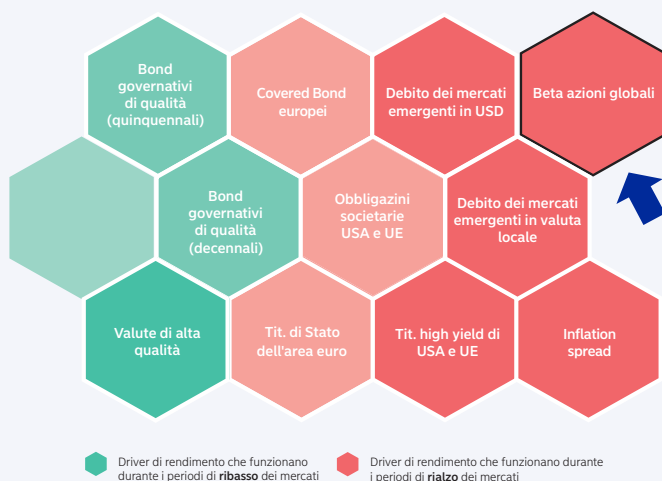 Bond
governativi
di qualità
(quinquennali)
Covered Bond
europei
Debito dei mercati
emergenti in USD
Beta azioni globali
Bond
governativi
di qualità
(decennali)
Obbligazini
societarie
USA e UE
Debito dei mercati
emergenti in valuta
locale
Valute di alta
qualità
Tit. di Stato
dell'area euro
Tit. high yield di
USA e UE
Inflation
spread
Driver di rendimento che funzionano
durante i periodi di ribasso dei mercati
Driver di rendimento che funzionano durante
i periodi di rialzo dei mercati